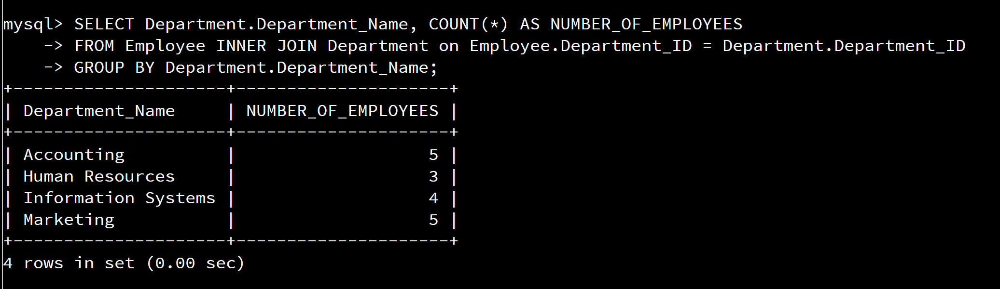 mysql> SELECT Department.Department_Name, COUNT(*) AS NUMBER_OF_EMPLOYEES
    -> FROM Employee INNER JOIN Department on Employee.Department_ID = Department.Department_ID
    -> GROUP BY Department.Department_Name;
+---------------------+---------------------+
| Department_Name     | NUMBER_OF_EMPLOYEES |
+---------------------+---------------------+
| Accounting          |                   5 |
| Human Resources     |                   3 |
| Information Systems |                   4 |
| Marketing           |                   5 |
+---------------------+---------------------+
4 rows in set (0.00 sec)